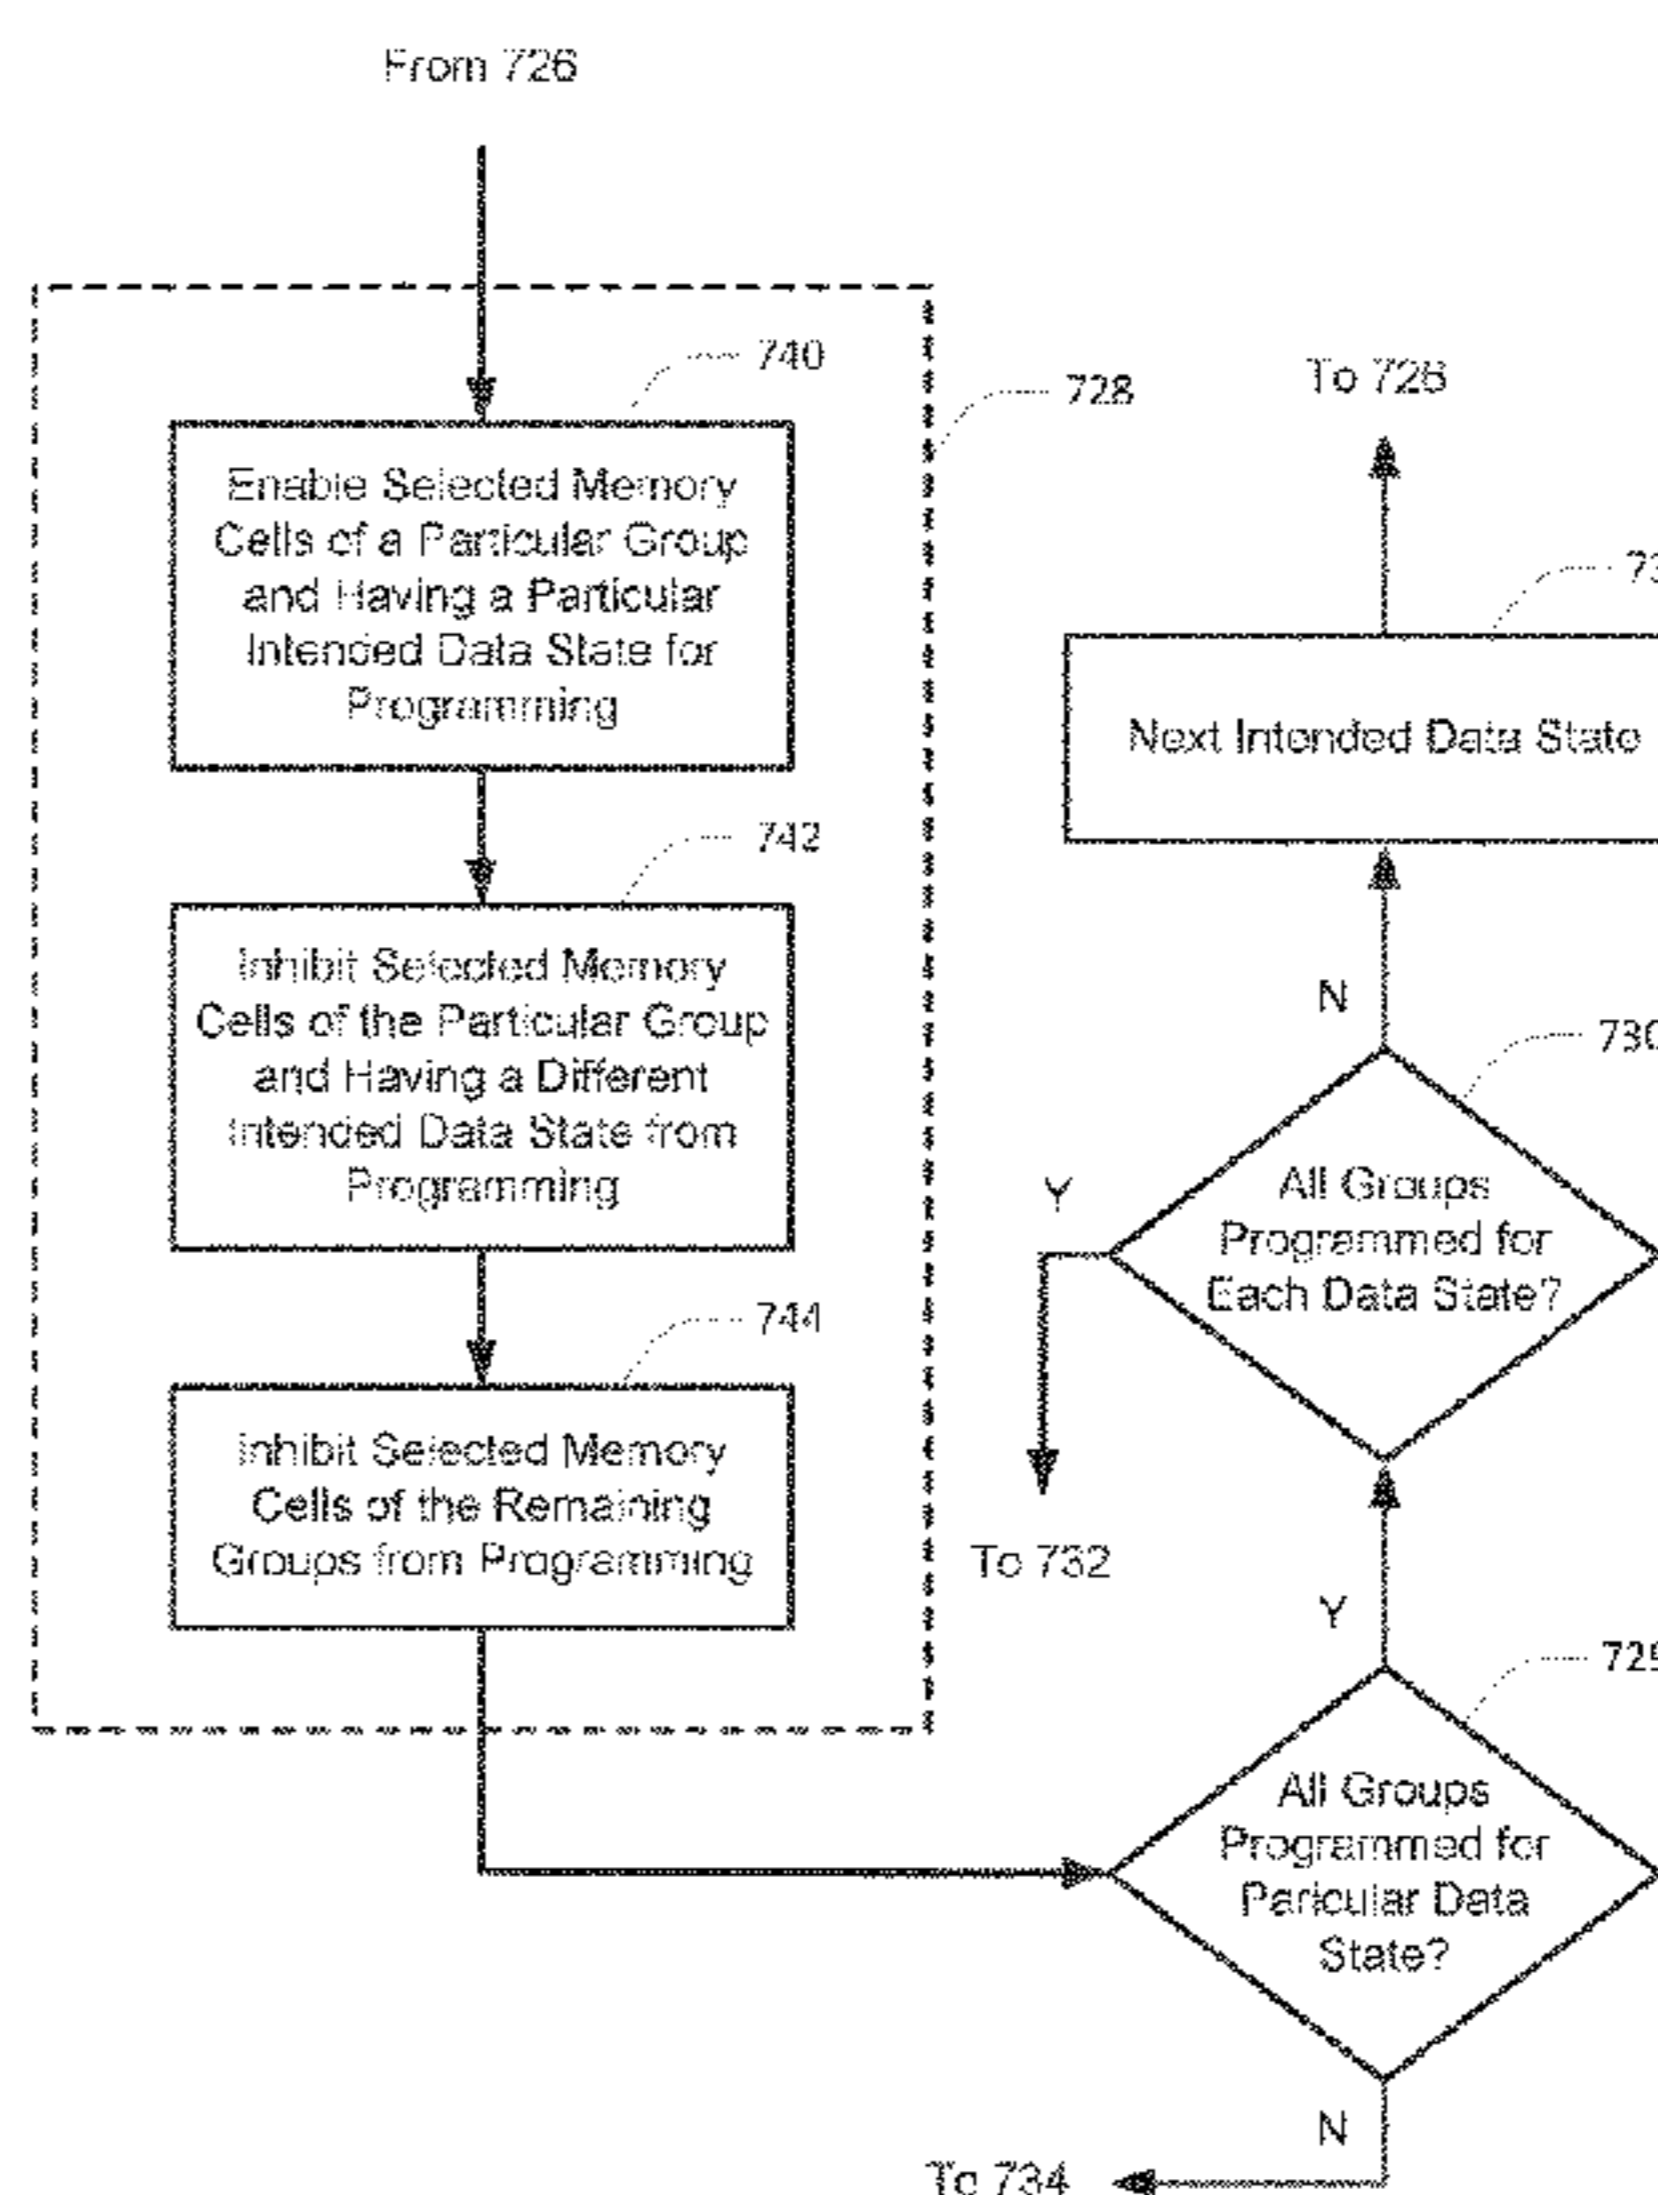 From 726
740
728
Enable Selected Memory
Cells of a Particular Group
and Having a Particular
Intended Data State for
Programming
742
Inhibit Selected Memory
Cells of the Particular Group
and Having a Different
Intended Data State from
Programming
744
Inhibit Selected Memory
Cells of the Remaining
Groups from Programming
To 726
Next Intended Data State
N
730
All Groups
Programmed for
Each Data State?
Y
To 732
Y
All Groups
Programmed for
Paricular Data
State?
N
To 734